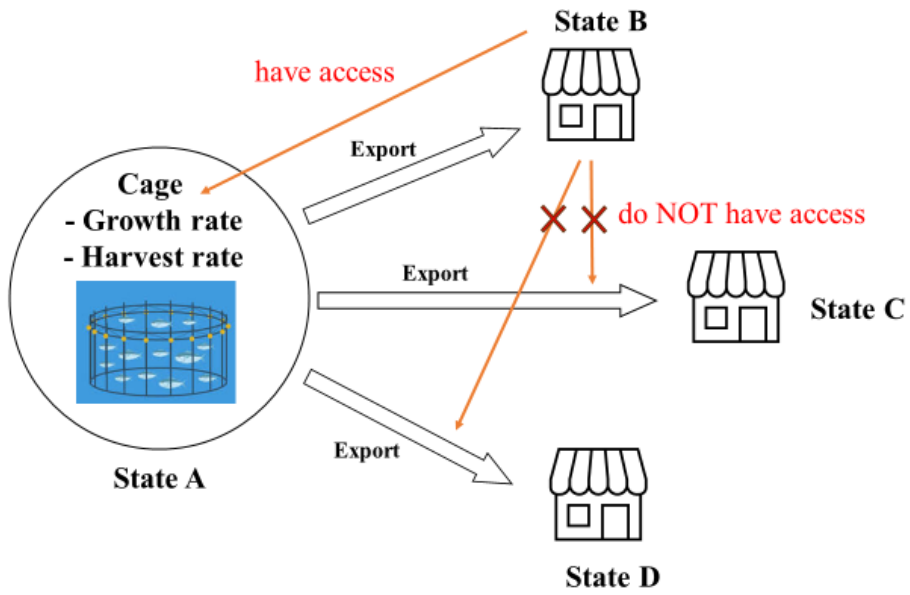 State B
have access
Export
Cage
- Growth rate
- Harvest rate
do NOT have access
Export
State C
Export
State A
State D